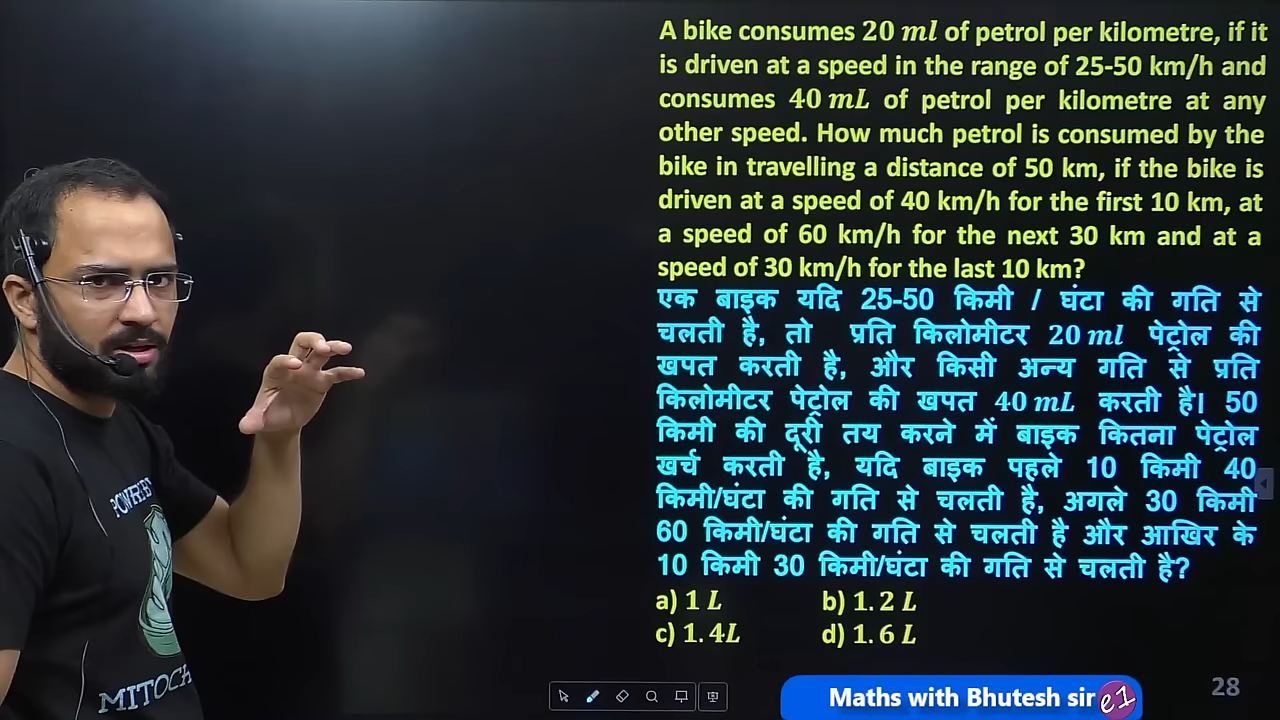 A bike consumes 20 ml of petrol per kilometre, if it
is driven at a speed in the range of 25-50 km/h and
consumes 40 mL of petrol per kilometre at any
other speed. How much petrol is consumed by the
bike in travelling a distance of 50 km, if the bike is
driven at a speed of 40 km/h for the first 10 km, at
a speed of 60 km/h for the next 30 km and at a
speed of 30 km/h for the last 10 km?
एक बाइक यदि 25-50 किमी / घंटा की गति से
चलती है, तो प्रति किलोमीटर 20 ml पेट्रोल की
खपत करती है, और किसी अन्य गति से प्रति
किलोमीटर पेट्रोल की खपत 40 mL करती है। 50
किमी की दूरी तय करने में बाइक कितना पेट्रोल
खर्च करती है, यदि बाइक पहले 10 किमी 40
किमी/घंटा की गति से चलती है, अगले 30 किमी
60 किमी/घंटा की गति से चलती है और आखिर के
10 किमी 30 किमी/घंटा की गति से चलती है?
a) 1 L b) 1. 2 L
c) 1. 4L d) 1. 6 L
Maths with Bhutesh sir e1
28
MITOCH